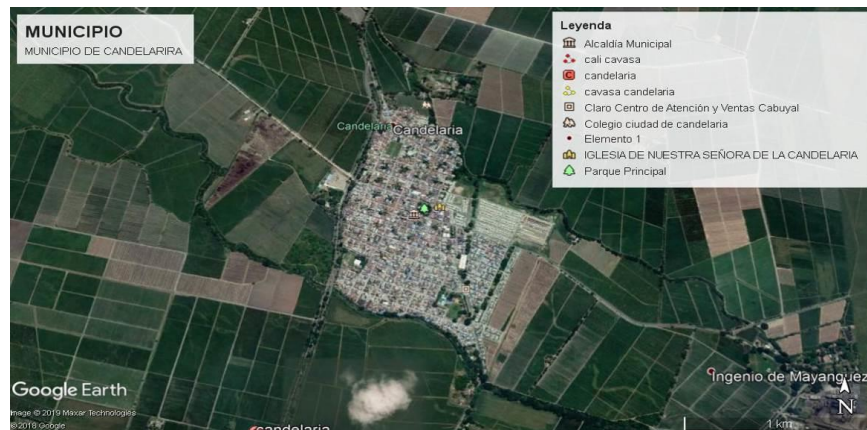 MUNICIPIO
MUNICIPIO DE CANDELARIRA
Leyenda
Alcaldía Municipal
cali cavasa
C candelaria
cavasa candelaria
Claro Centro de Atención y Ventas Cabuyal
Colegio ciudad de candelaria
Elemento 1
IGLESIA DE NUESTRA SEÑORA DE LA CANDELARIA
Parque Principal
Candelaria
Candelaria
Ingenio de Mayaguez
Google Earth
Image © 2019 Maxar Technologies
© 2018 Google
candelaria
1 km
N